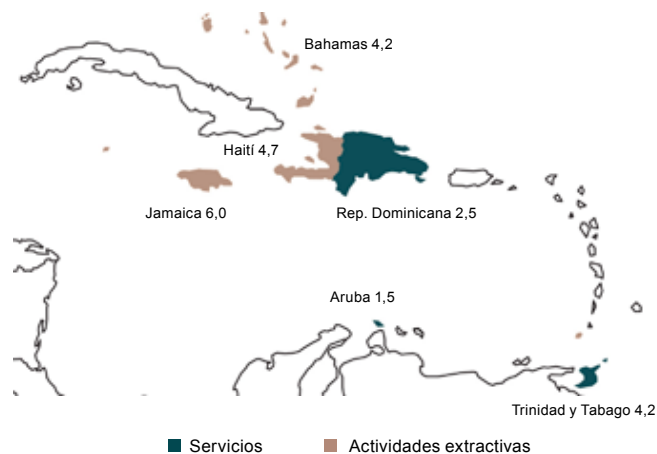 Bahamas 4,2
Haití 4,7
Jamaica 6,0
Rep. Dominicana 2,5
Aruba 1,5
Trinidad y Tabago 4,2
Servicios
Actividades extractivas